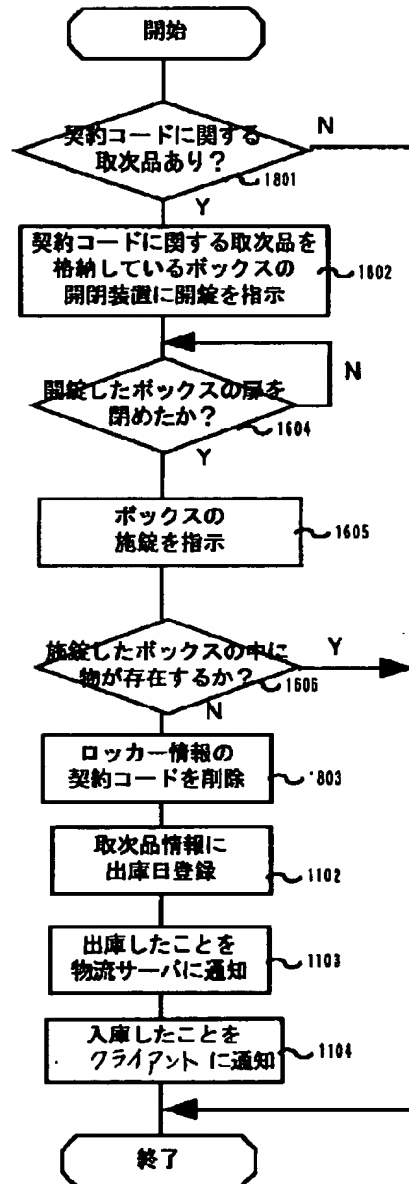 開始
契約コードに関する
取次品あり？
N
1801
Y
契約コードに関する取次品を
格納しているボックスの
開閉装置に開錠を指示
1602
N
開錠したボックスの扉を
閉めたか？
1604
Y
ボックスの
施錠を指示
1605
施錠したボックスの中に
物が存在するか？
Y
1606
N
ロッカー情報の
契約コードを削除
1803
取次品情報に
出庫日登録
1102
出庫したことを
物流サーバに通知
1103
入庫したことを
クライアントに通知
1104
終了